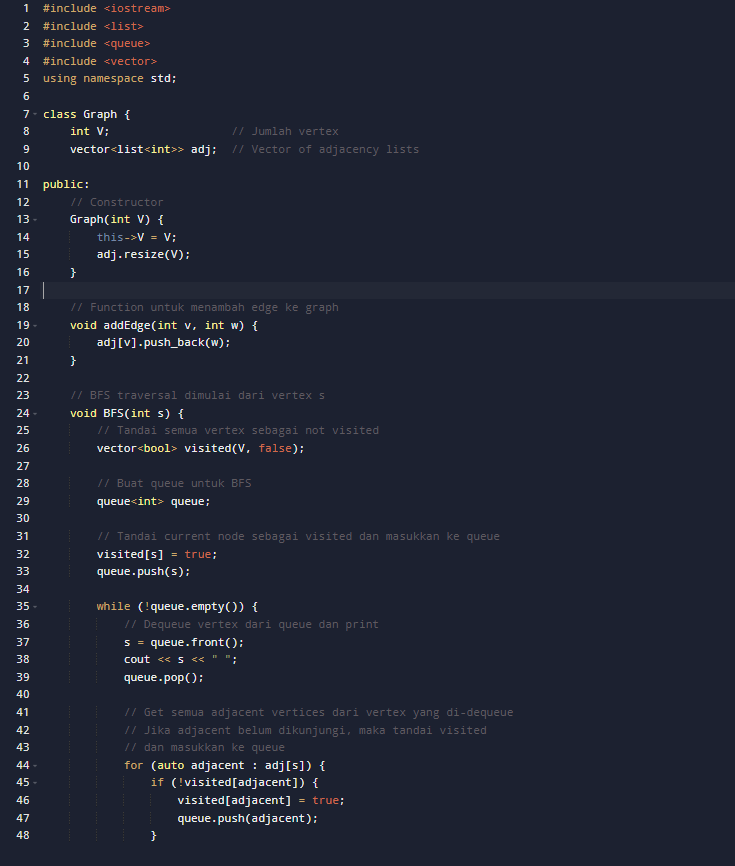 1 #include <iostream>
2 #include <list>
3 #include <queue>
4 #include <vector>
5 using namespace std;
6
7 class Graph {
8     int V;                  // Jumlah vertex
9     vector<list<int>> adj;  // Vector of adjacency lists
10
11 public:
12     // Constructor
13     Graph(int V) {
14         this->V = V;
15         adj.resize(V);
16     }
17
18     // Function untuk menambah edge ke graph
19     void addEdge(int v, int w) {
20         adj[v].push_back(w);
21     }
22
23     // BFS traversal dimulai dari vertex s
24     void BFS(int s) {
25         // Tandai semua vertex sebagai not visited
26         vector<bool> visited(V, false);
27
28         // Buat queue untuk BFS
29         queue<int> queue;
30
31         // Tandai current node sebagai visited dan masukkan ke queue
32         visited[s] = true;
33         queue.push(s);
34
35         while (!queue.empty()) {
36             // Dequeue vertex dari queue dan print
37             s = queue.front();
38             cout << s << " ";
39             queue.pop();
40
41             // Get semua adjacent vertices dari vertex yang di-dequeue
42             // Jika adjacent belum dikunjungi, maka tandai visited
43             // dan masukkan ke queue
44             for (auto adjacent : adj[s]) {
45                 if (!visited[adjacent]) {
46                     visited[adjacent] = true;
47                     queue.push(adjacent);
48                 }